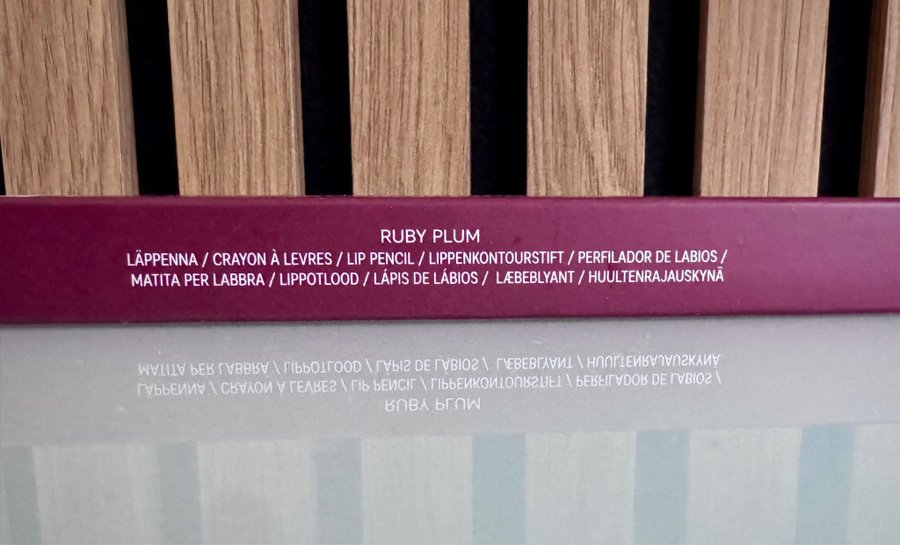 RUBY PLUM
LÄPPENNA / CRAYON À LEVRES / LIP PENCIL / LIPPENKONTOURSTIFT / PERFILADOR DE LABIOS /
MATITA PER LABBRA / LIPPOTLOOD / LÁPIS DE LÁBIOS / LÆBEBLYANT / HUULTENRAJAUSKYNÄ